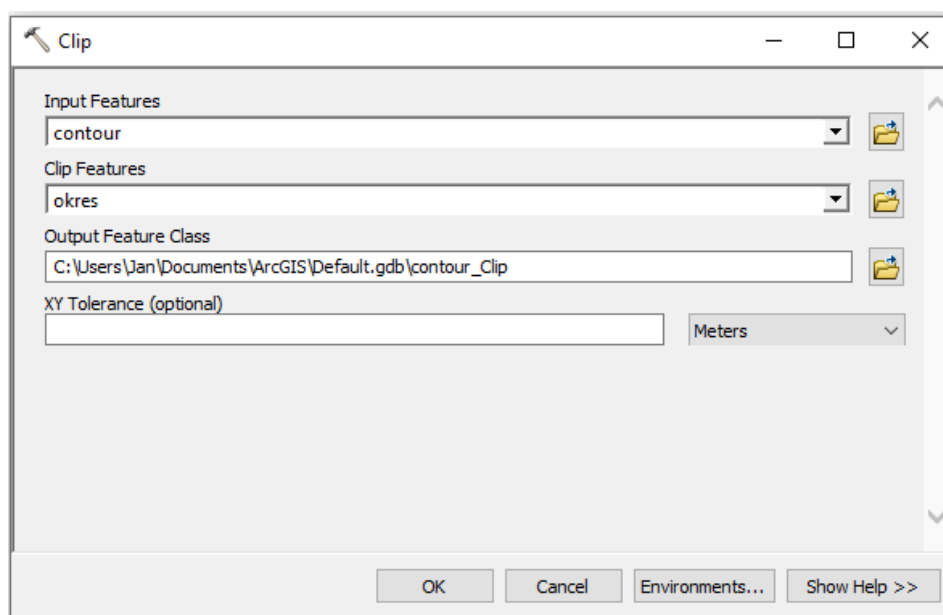 Clip
Input Features
contour
Clip Features
okres
Output Feature Class
C:\Users\Jan\Documents\ArcGIS\Default.gdb\contour_Clip
XY Tolerance (optional)
Meters
OK Cancel Environments... Show Help >>